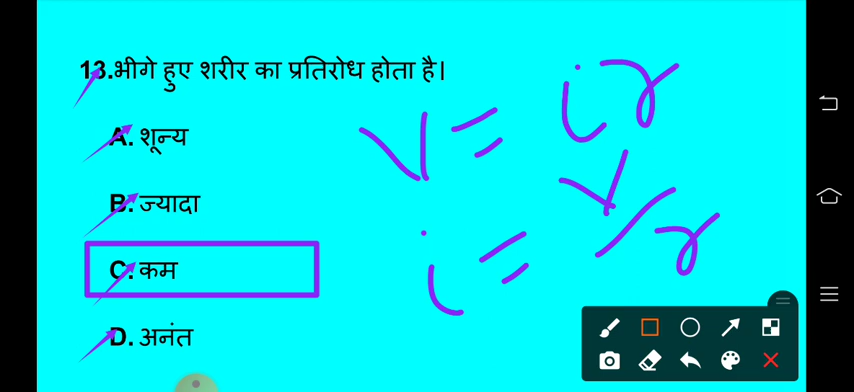 13.भीगे हुए शरीर का प्रतिरोध होता है।
A. शून्य
B. ज्यादा
C. कम
D. अनंत
V = ir
i = V/r